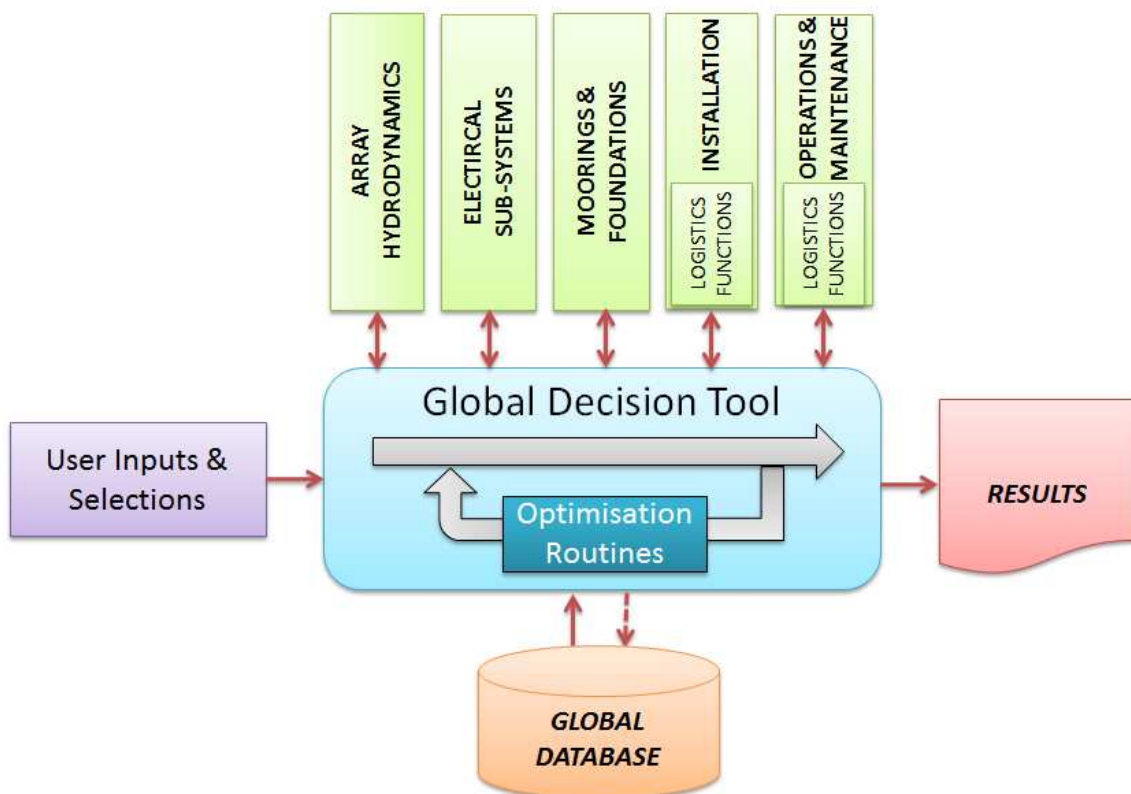 ARRAY
HYDRODYNAMICS
ELECTIRCAL
SUB-SYSTEMS
MOORINGS &
FOUNDATIONS
INSTALLATION
LOGISTICS
FUNCTIONS
OPERATIONS &
MAINTENANCE
LOGISTICS
FUNCTIONS
Global Decision Tool
User Inputs &
Selections
Optimisation
Routines
RESULTS
GLOBAL
DATABASE